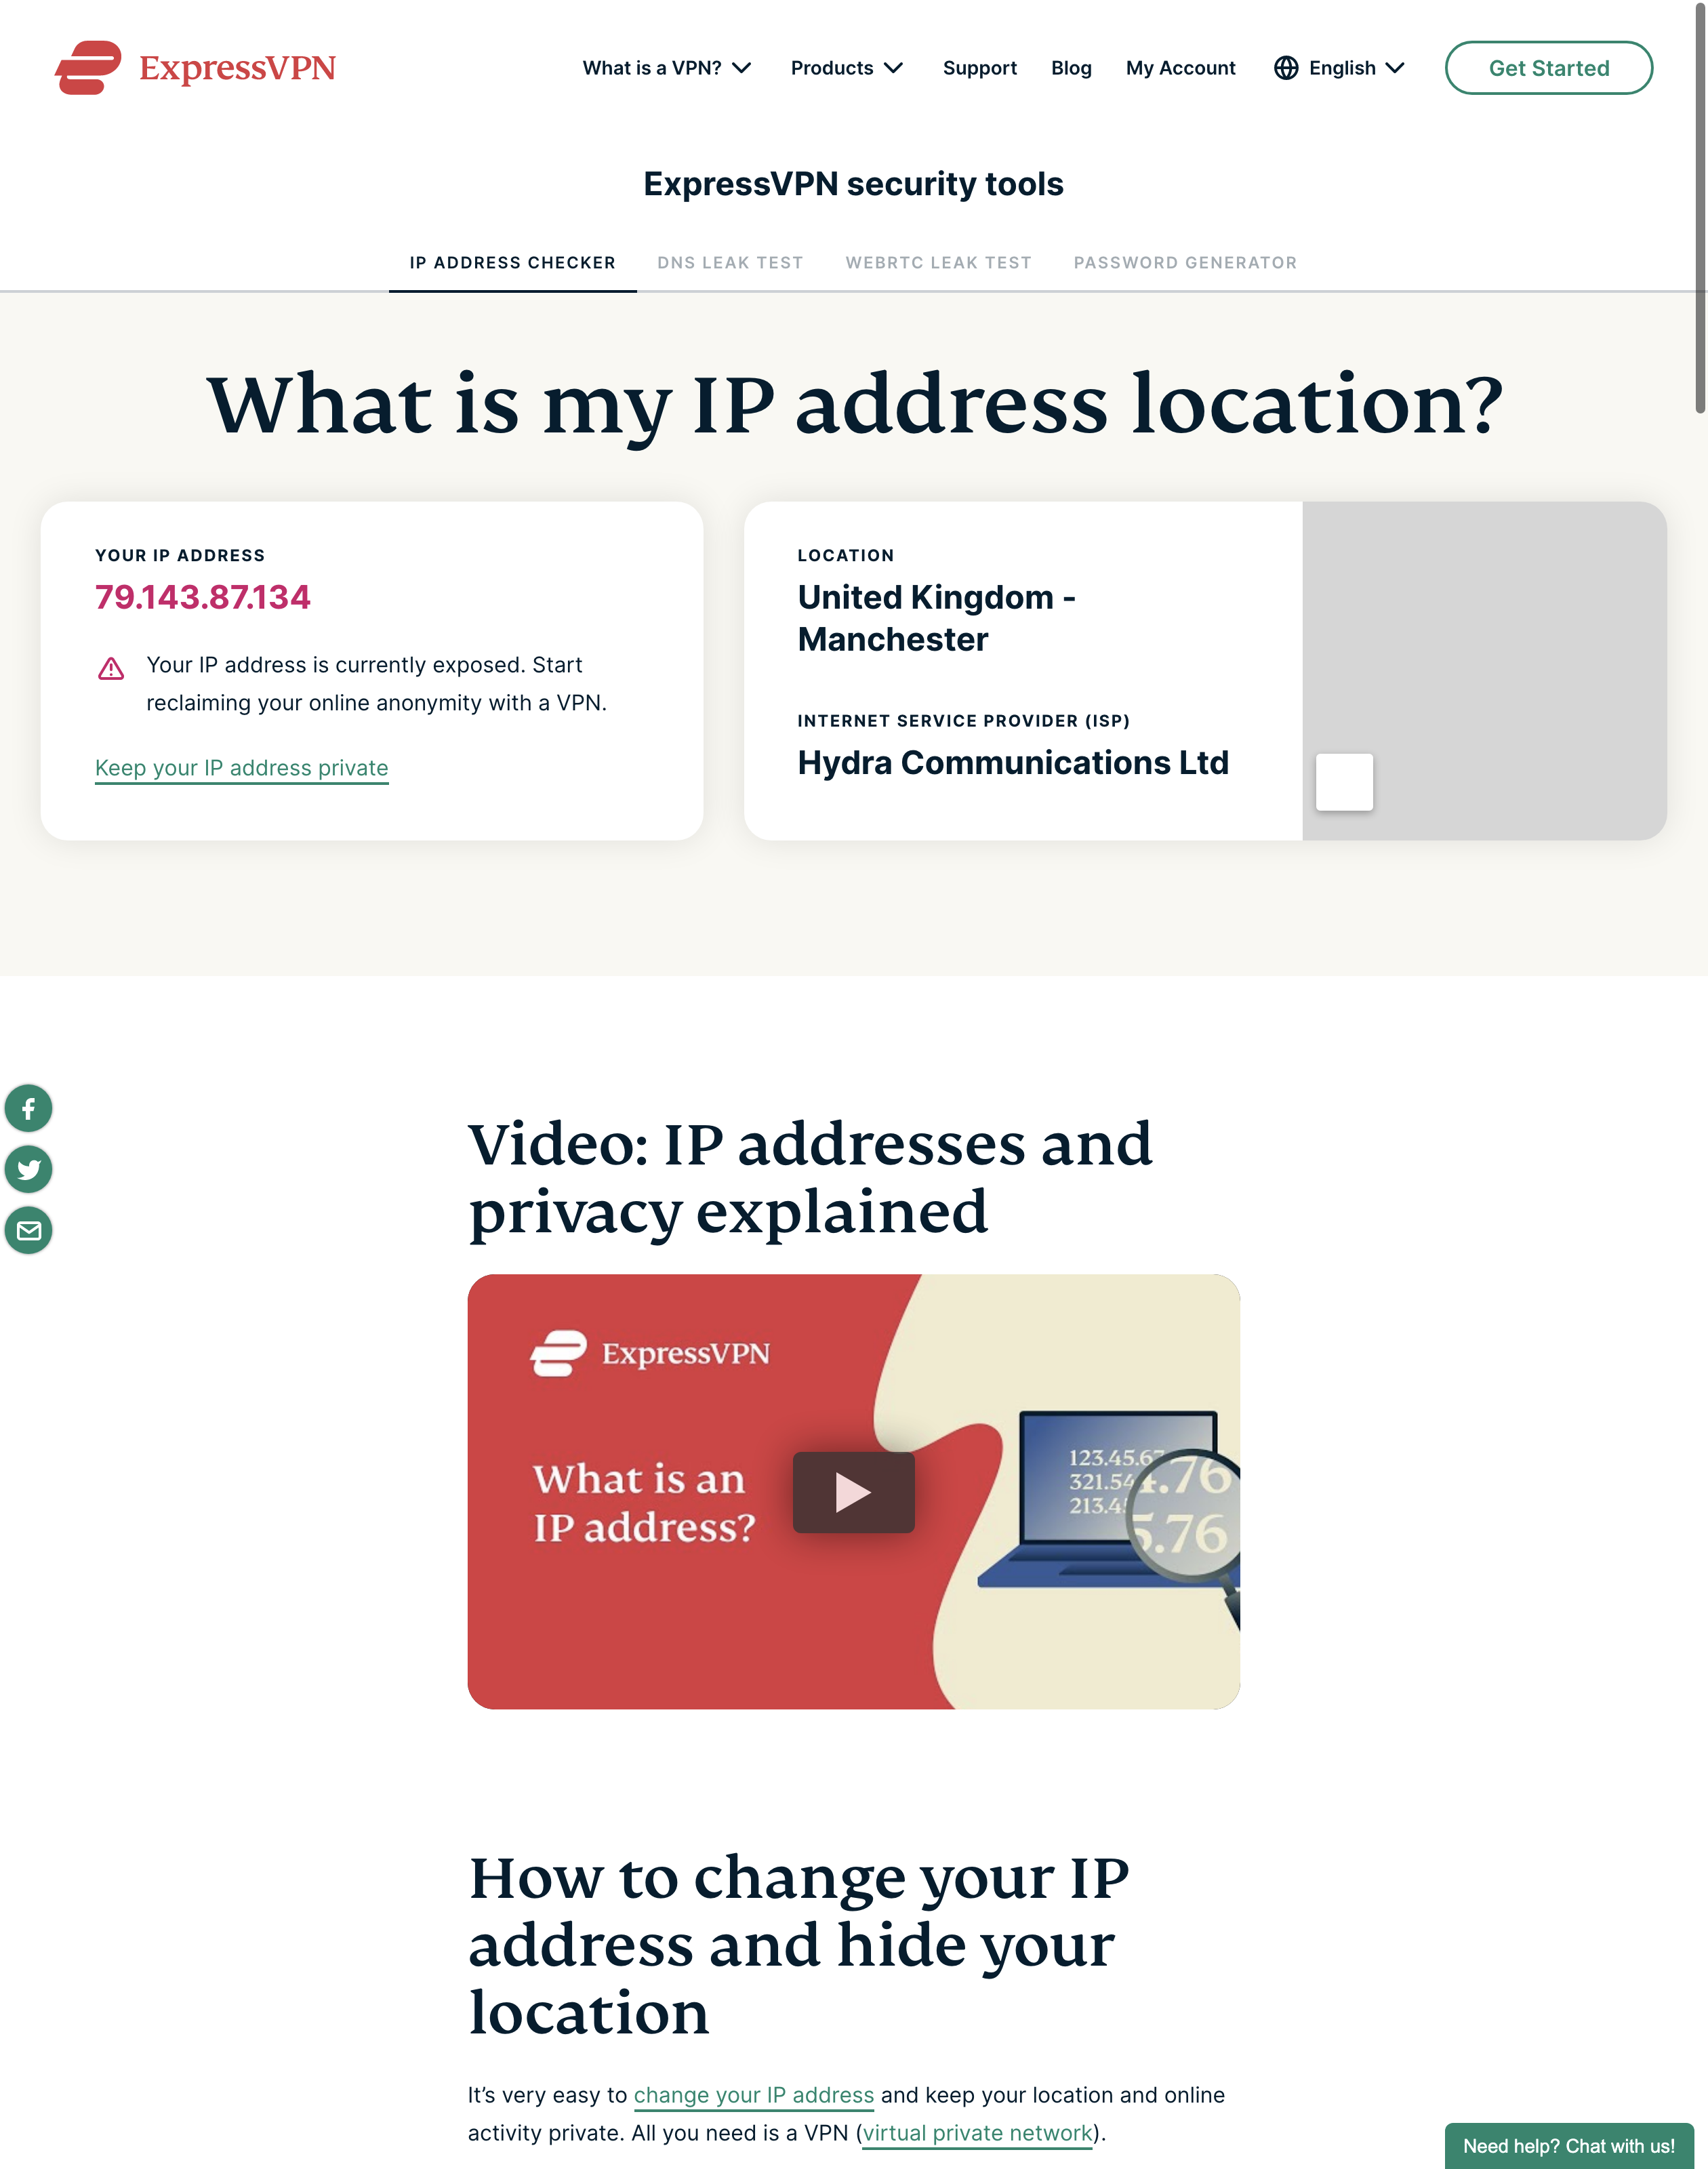 ExpressVPN
What is a VPN?
Products
Support
Blog
My Account
English
Get Started
ExpressVPN security tools
IP ADDRESS CHECKER
DNS LEAK TEST
WEBRTC LEAK TEST
PASSWORD GENERATOR
What is my IP address location?
YOUR IP ADDRESS
79.143.87.134
Your IP address is currently exposed. Start
reclaiming your online anonymity with a VPN.
Keep your IP address private
LOCATION
United Kingdom -
Manchester
INTERNET SERVICE PROVIDER (ISP)
Hydra Communications Ltd
Video: IP addresses and
privacy explained
ExpressVPN
What is an
IP address?
123.45.67
321.54
213.4
4.76
5.76
How to change your IP
address and hide your
location
It’s very easy to change your IP address and keep your location and online
activity private. All you need is a VPN (virtual private network).
Need help? Chat with us!